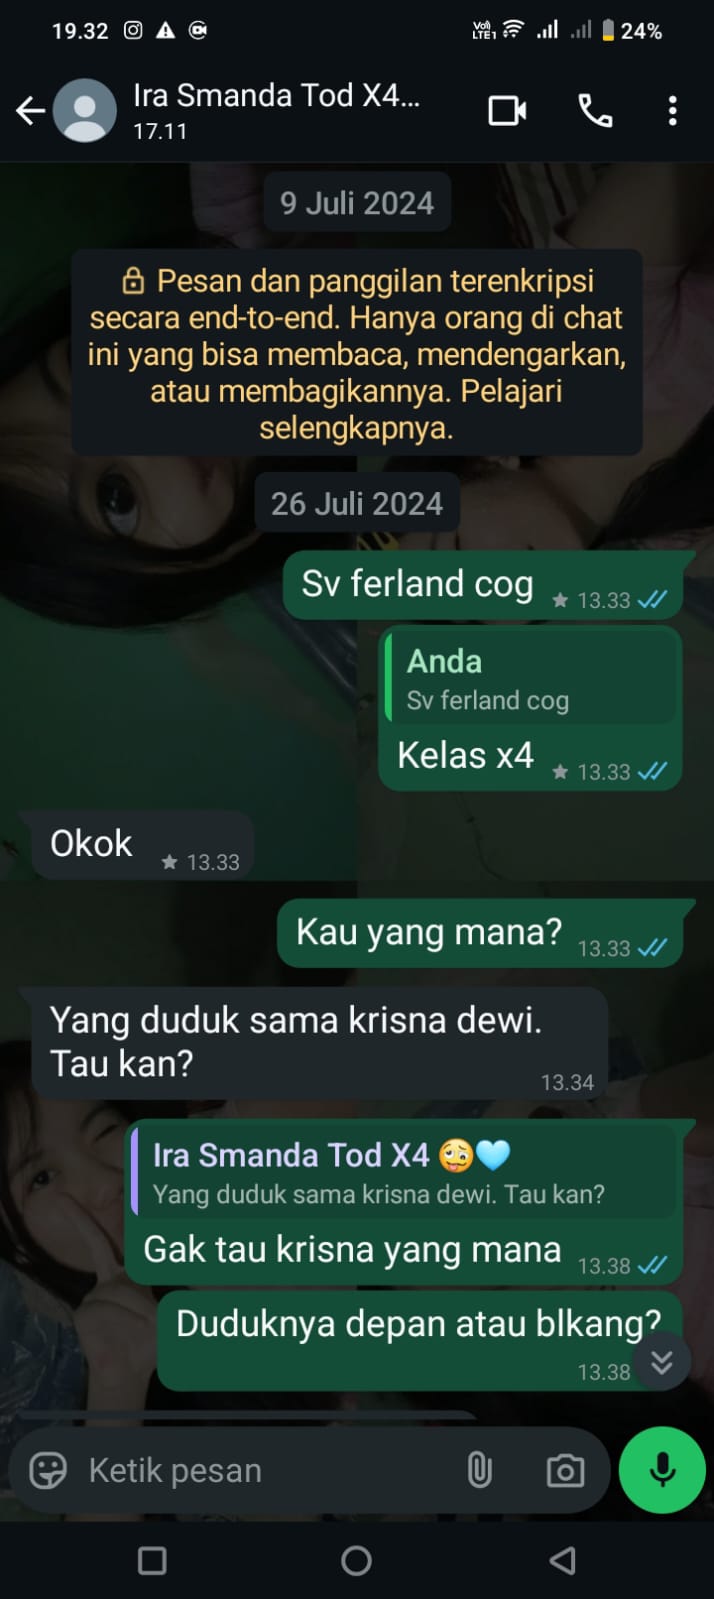 19.32
Vo) LTE1 24%
Ira Smanda Tod X4...
17.11
9 Juli 2024
Pesan dan panggilan terenkripsi
secara end-to-end. Hanya orang di chat
ini yang bisa membaca, mendengarkan,
atau membagikannya. Pelajari
selengkapnya.
26 Juli 2024
Sv ferland cog
13.33
Anda
Sv ferland cog
Kelas x4
13.33
Okok
13.33
Kau yang mana?
13.33
Yang duduk sama krisna dewi.
Tau kan?
13.34
Ira Smanda Tod X4 🥴🩵
Yang duduk sama krisna dewi. Tau kan?
Gak tau krisna yang mana
13.38
Duduknya depan atau blkang?
13.38
Ketik pesan